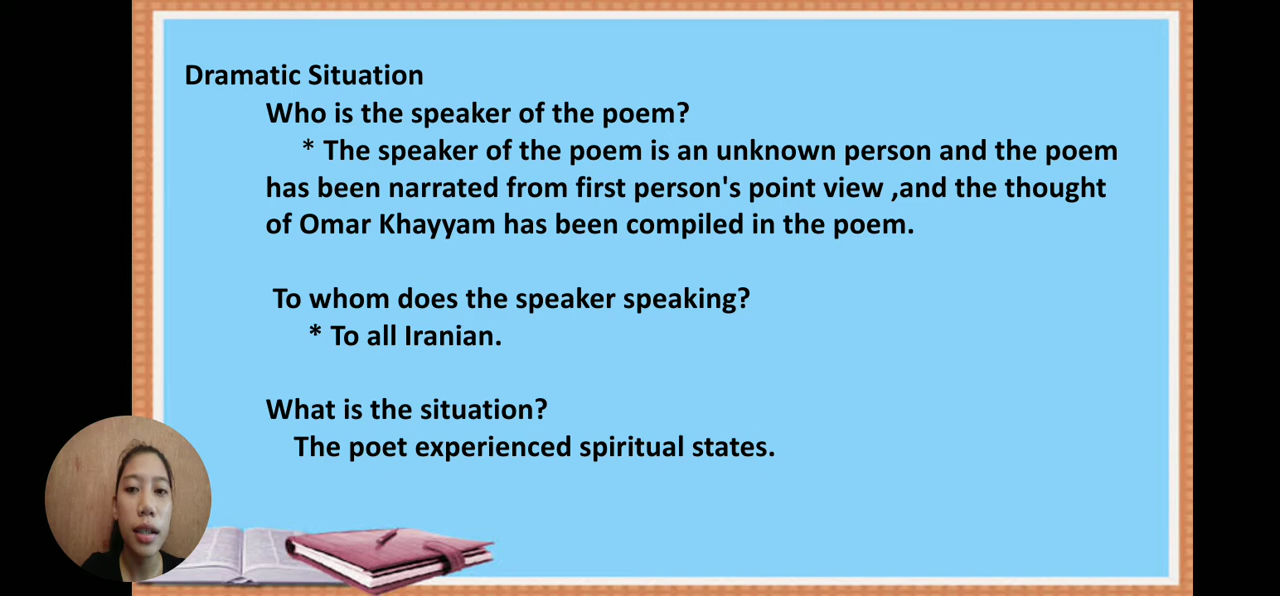 Dramatic Situation
Who is the speaker of the poem?
* The speaker of the poem is an unknown person and the poem
has been narrated from first person's point view ,and the thought
of Omar Khayyam has been compiled in the poem.
To whom does the speaker speaking?
* To all Iranian.
What is the situation?
The poet experienced spiritual states.